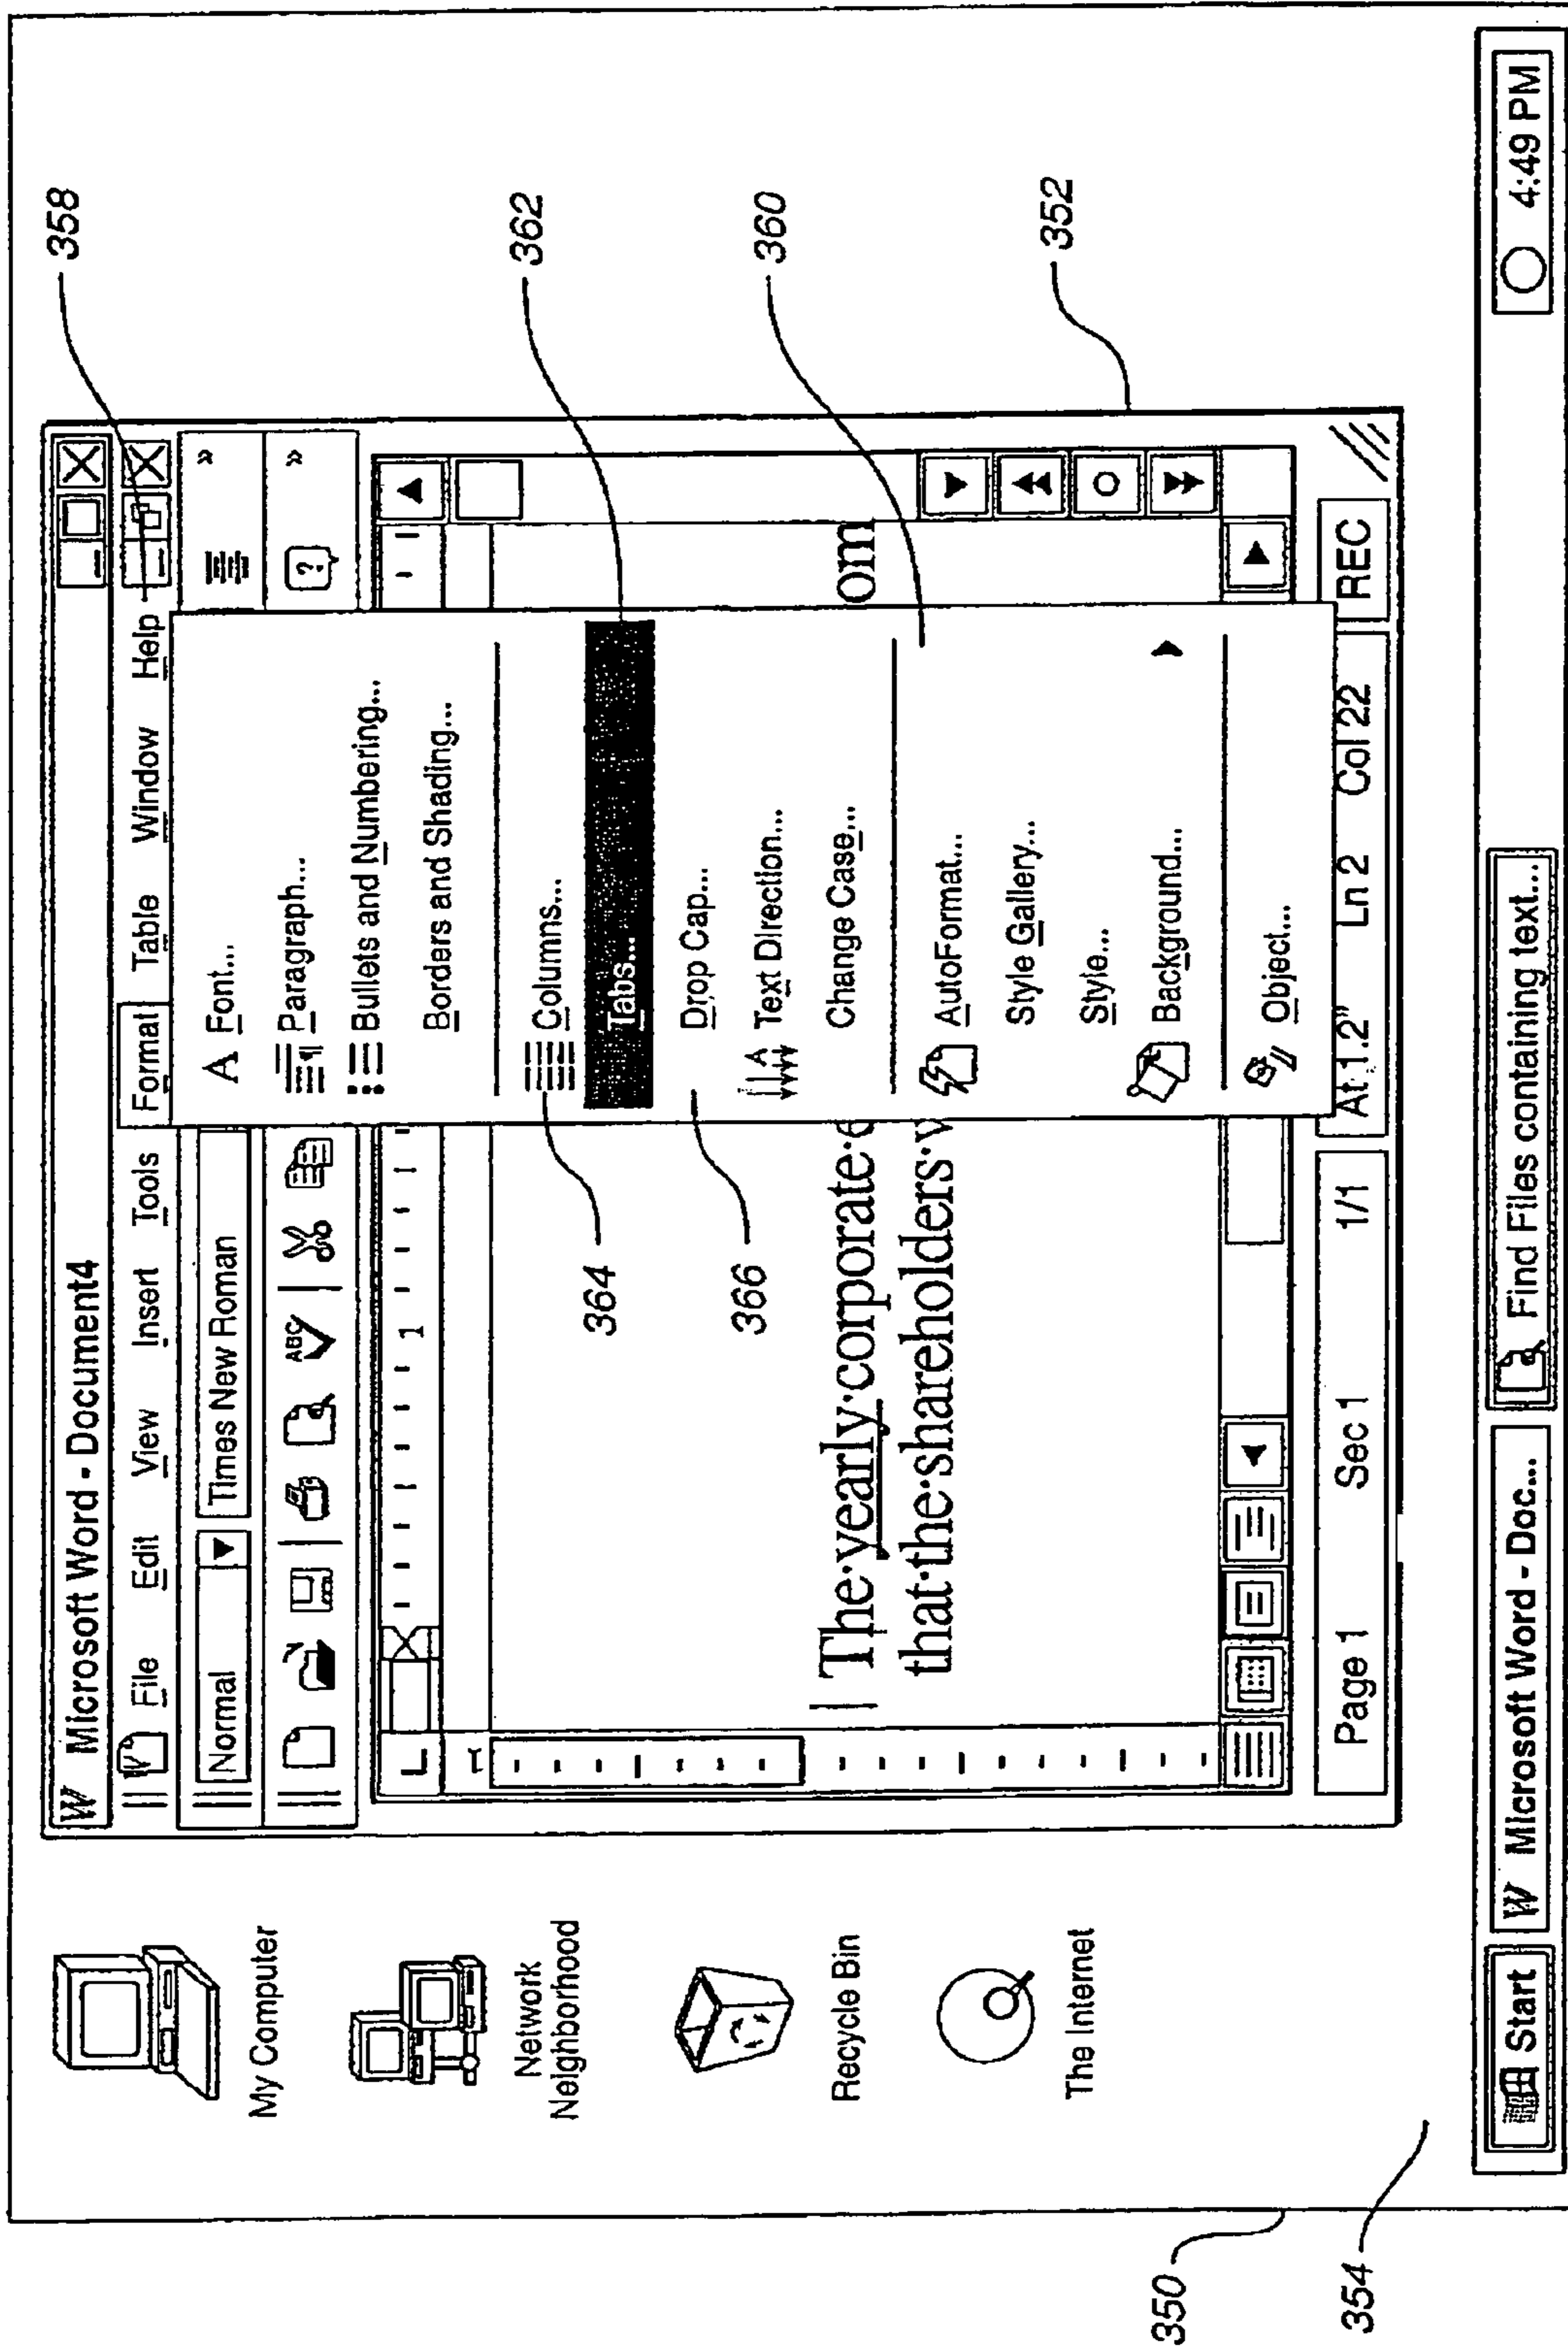 W Microsoft Word - Document4
File Edit View Insert Tools Format Table Window Help
358
Normal Times New Roman
ABC
?
L 1
A Font...
Paragraph...
Bullets and Numbering...
Borders and Shading...
Columns...
364
Tabs...
362
Drop Cap...
366
A Text Direction...
Change Case...
AutoFormat...
360
Style Gallery...
Style...
Background...
Object...
The·yearly·corporate· om
that·the·shareholders·
352
Page 1 Sec 1 1/1 At 1.2" Ln 2 Col 22 REC
My Computer
Network
Neighborhood
Recycle Bin
The Internet
350
354
Start W Microsoft Word - Doc... Find Files containing text... 4:49 PM